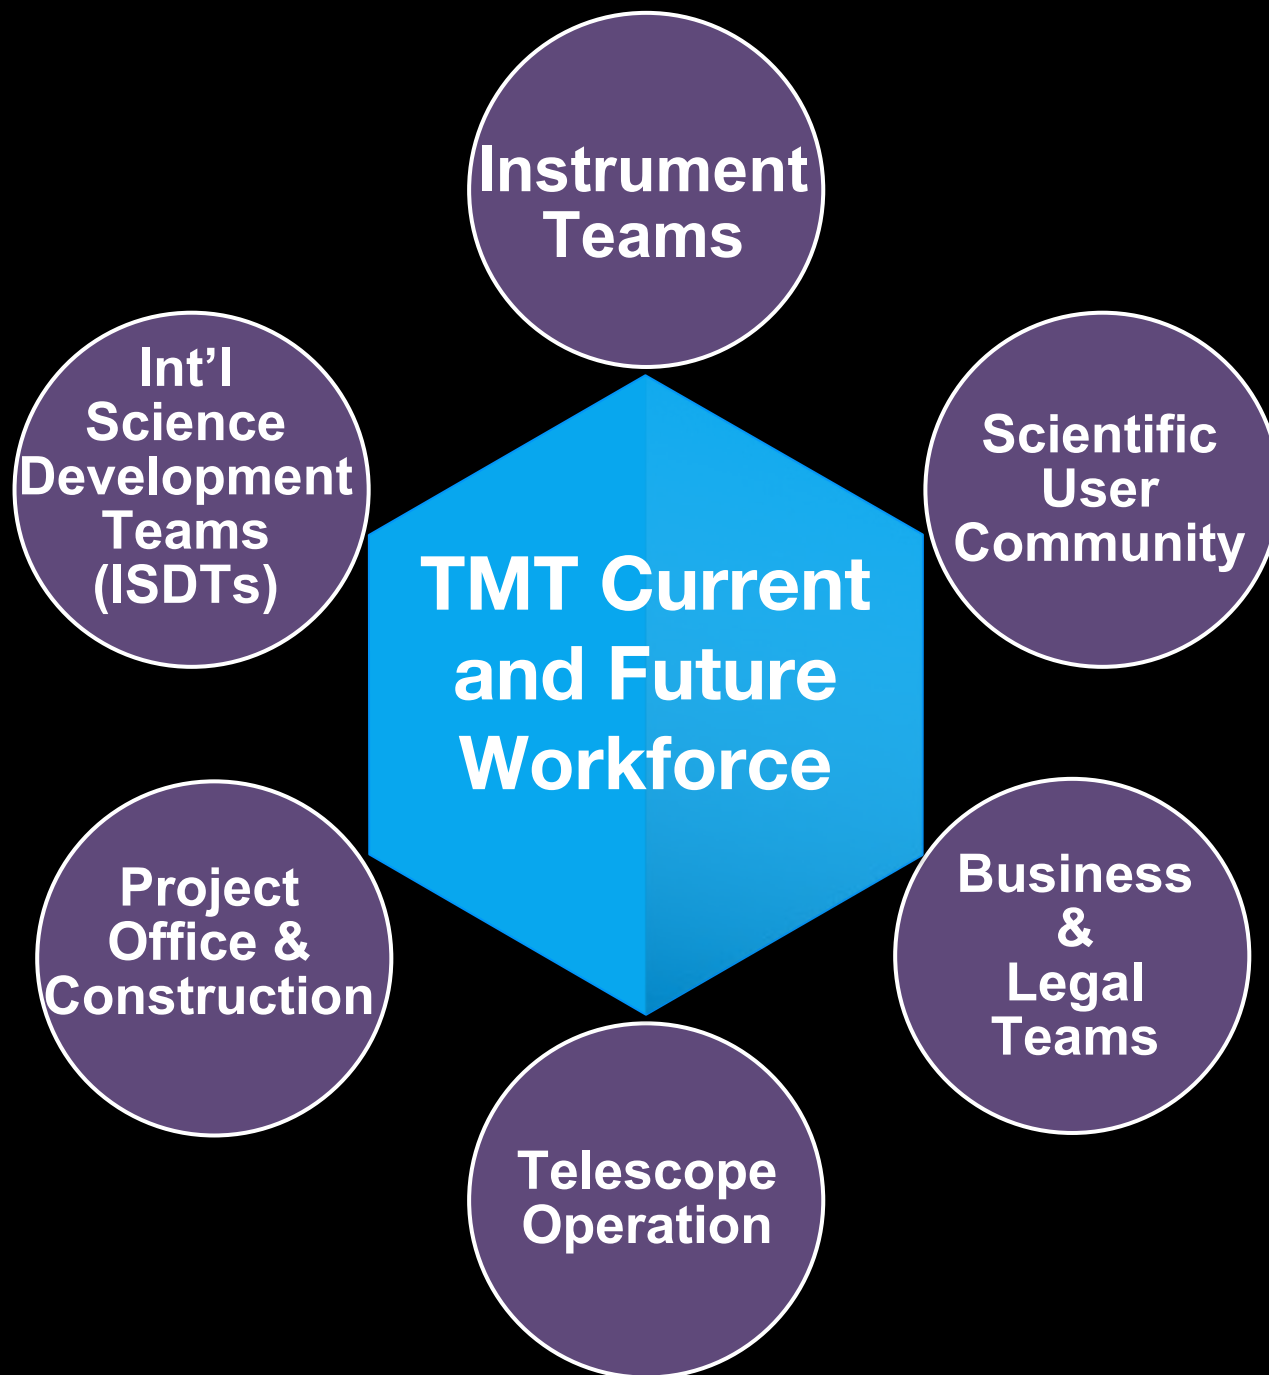 Instrument
Teams
Int’l
Science
Development
Teams
(ISDTs)
Scientific
User
Community
TMT Current
and Future
Workforce
Project
Office &
Construction
Business
&
Legal
Teams
Telescope
Operation